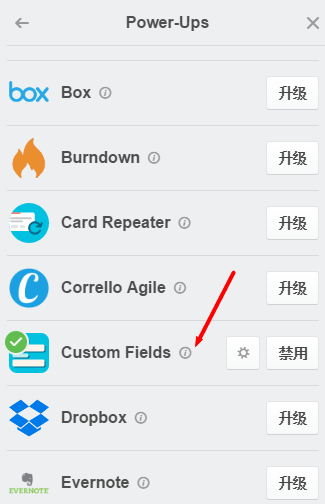 Power-Ups
box Box 升级
Burndown 升级
Card Repeater 升级
C Corrello Agile 升级
Custom Fields 禁用
Dropbox 升级
EVERNOTE Evernote 升级